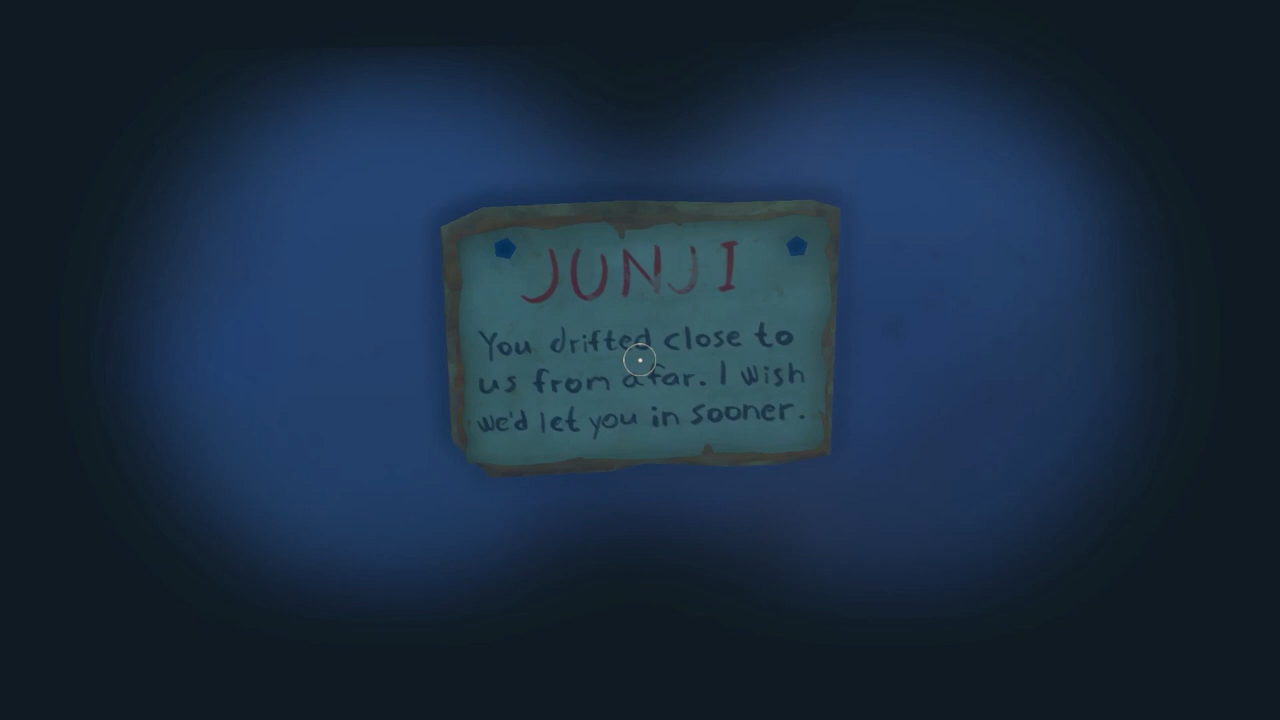 JUNJI
You drifted close to
us from afar. I wish
we'd let you in sooner.